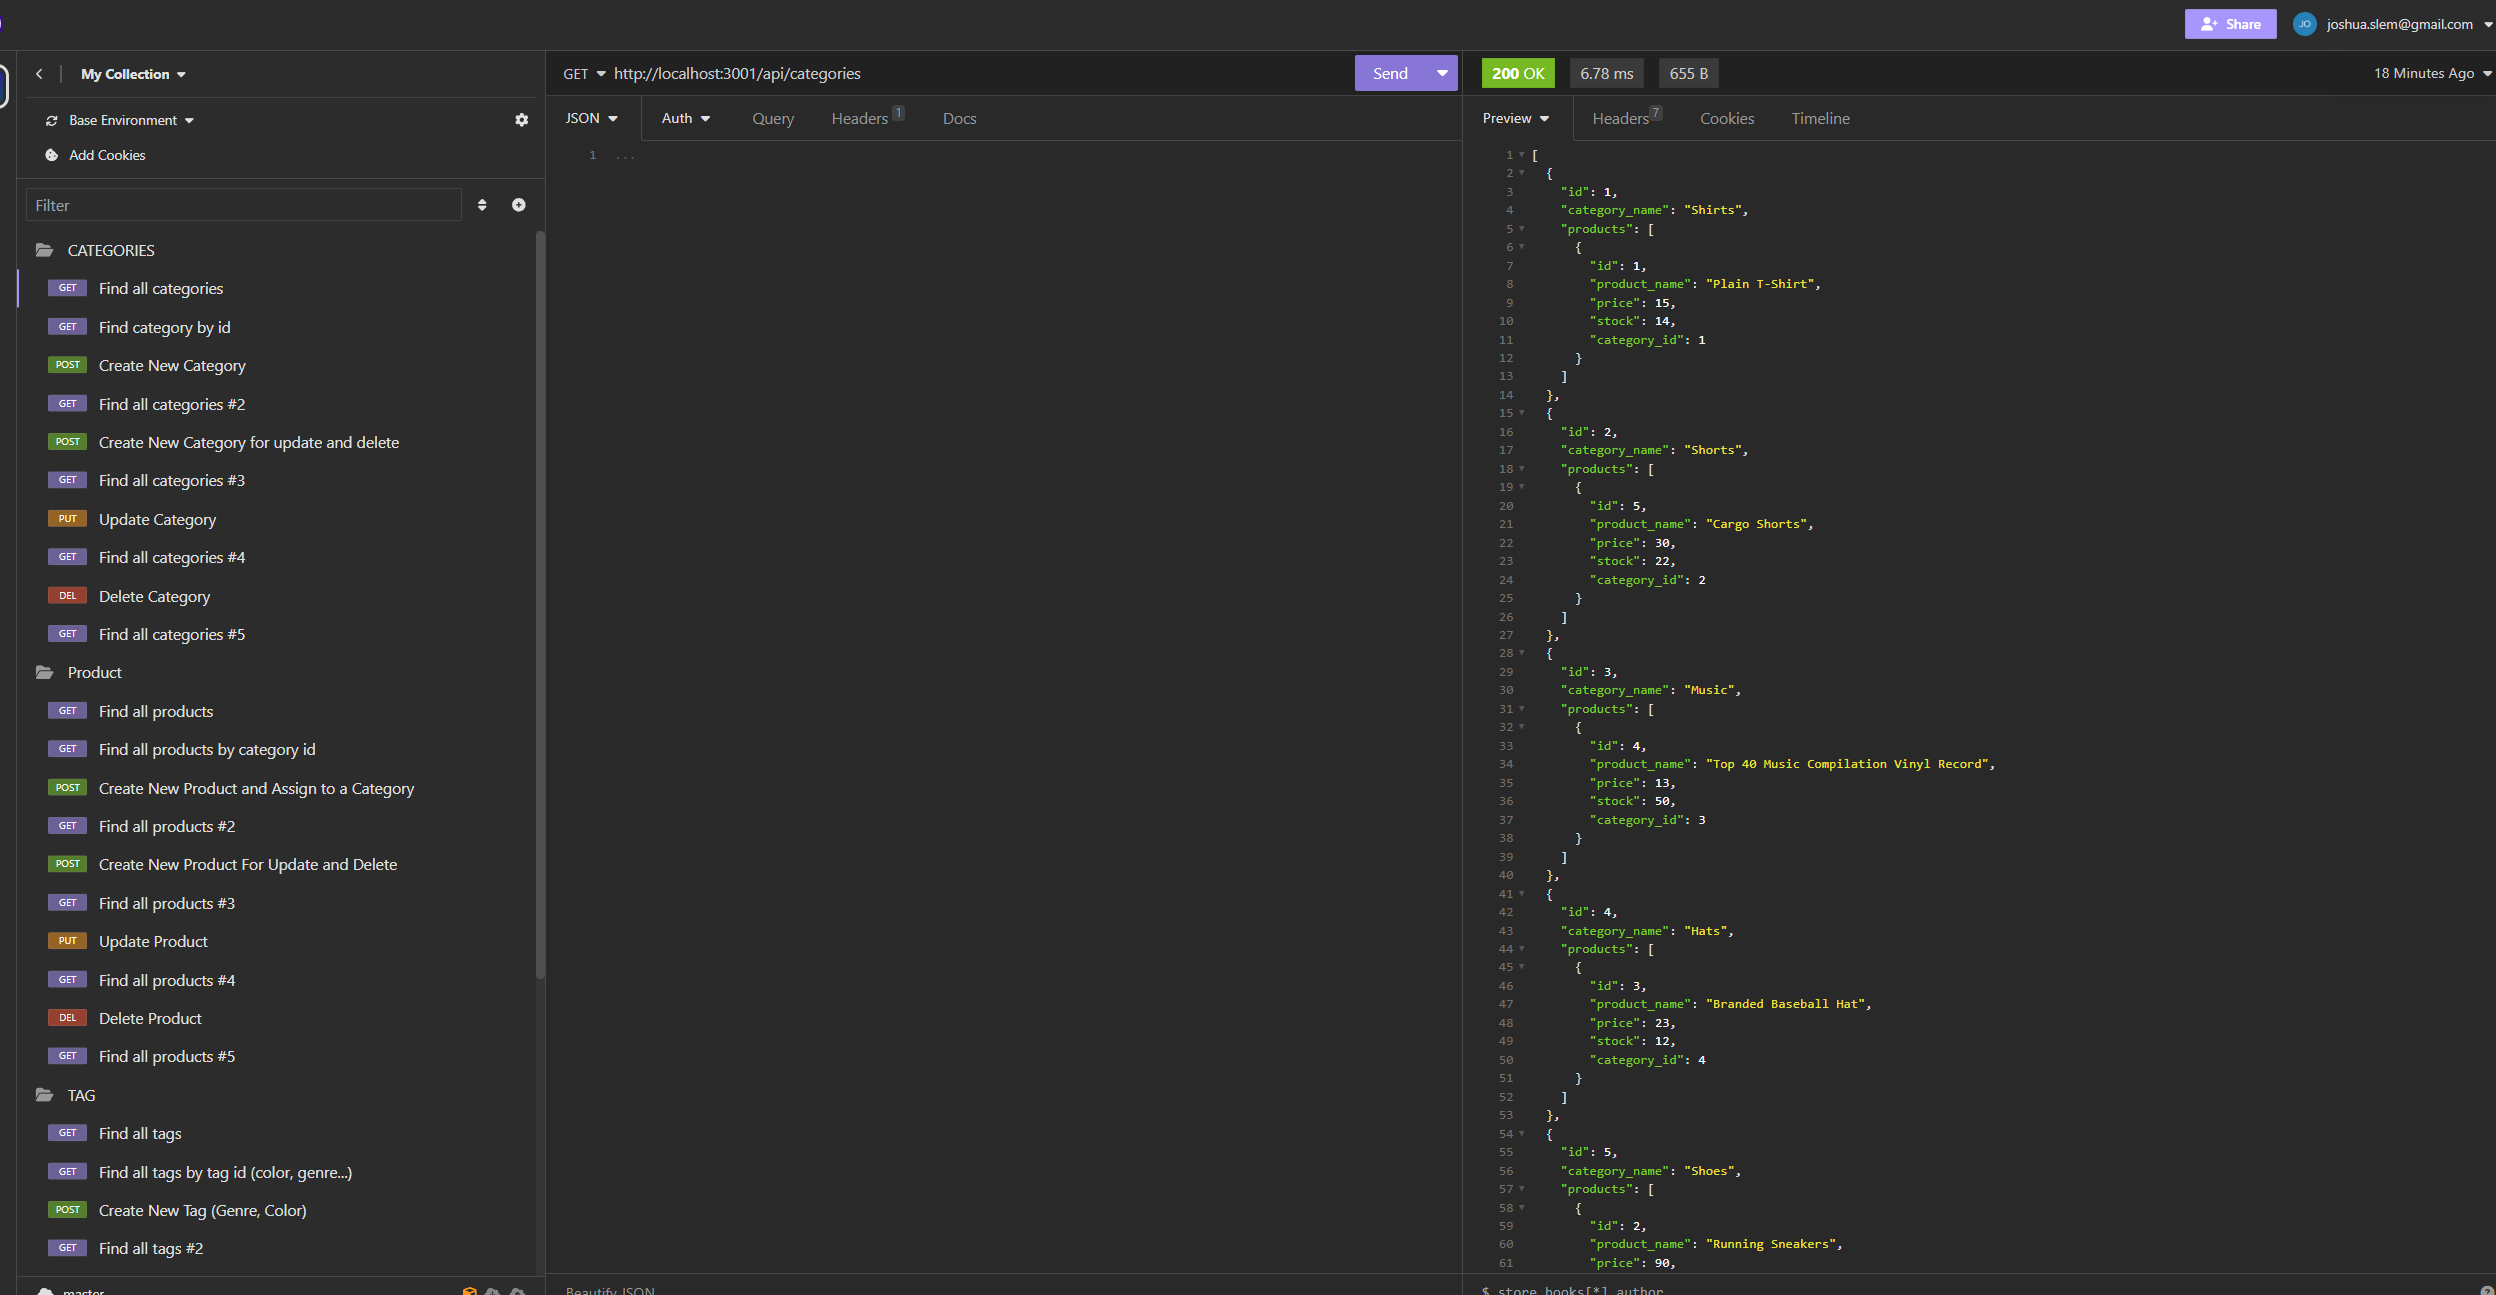 Share
JO
joshua.slem@gmail.com
My Collection
Base Environment
Add Cookies
Filter
CATEGORIES
GET Find all categories
GET Find category by id
POST Create New Category
GET Find all categories #2
POST Create New Category for update and delete
GET Find all categories #3
PUT Update Category
GET Find all categories #4
DEL Delete Category
GET Find all categories #5
Product
GET Find all products
GET Find all products by category id
POST Create New Product and Assign to a Category
GET Find all products #2
POST Create New Product For Update and Delete
GET Find all products #3
PUT Update Product
GET Find all products #4
DEL Delete Product
GET Find all products #5
TAG
GET Find all tags
GET Find all tags by tag id (color, genre...)
POST Create New Tag (Genre, Color)
GET Find all tags #2
master
GET http://localhost:3001/api/categories Send
JSON Auth Query Headers 1 Docs
1 ...
Beautify JSON
200 OK 6.78 ms 655 B 18 Minutes Ago
Preview Headers 7 Cookies Timeline
1 [
2 {
3 "id": 1,
4 "category_name": "Shirts",
5 "products": [
6 {
7 "id": 1,
8 "product_name": "Plain T-Shirt",
9 "price": 15,
10 "stock": 14,
11 "category_id": 1
12 }
13 ]
14 },
15 {
16 "id": 2,
17 "category_name": "Shorts",
18 "products": [
19 {
20 "id": 5,
21 "product_name": "Cargo Shorts",
22 "price": 30,
23 "stock": 22,
24 "category_id": 2
25 }
26 ]
27 },
28 {
29 "id": 3,
30 "category_name": "Music",
31 "products": [
32 {
33 "id": 4,
34 "product_name": "Top 40 Music Compilation Vinyl Record",
35 "price": 13,
36 "stock": 50,
37 "category_id": 3
38 }
39 ]
40 },
41 {
42 "id": 4,
43 "category_name": "Hats",
44 "products": [
45 {
46 "id": 3,
47 "product_name": "Branded Baseball Hat",
48 "price": 23,
49 "stock": 12,
50 "category_id": 4
51 }
52 ]
53 },
54 {
55 "id": 5,
56 "category_name": "Shoes",
57 "products": [
58 {
59 "id": 2,
60 "product_name": "Running Sneakers",
61 "price": 90,
$.store.books[*].author